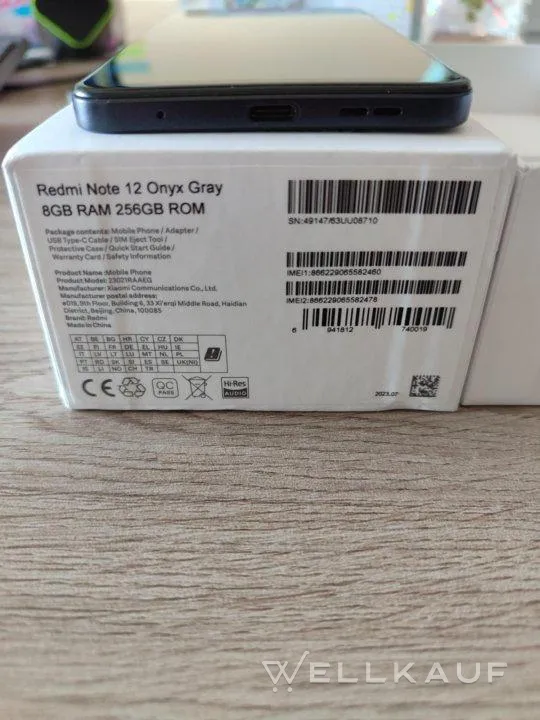 Redmi Note 12 Onyx Gray
8GB RAM 256GB ROM
Package contents:Mobile Phone / Adapter /
USB Type-C Cable / SIM Eject Tool /
Protective Case / Quick Start Guide /
Warranty Card / Safety Information
Product Name:Mobile Phone
Product Model:23021RAAEG
Manufacturer: Xiaomi Communications Co., Ltd.
Manufacturer postal address:
#019, 9th Floor, Building 6, 33 Xi'erqi Middle Road, Haidian
District, Beijing, China, 100085
Brand: Redmi
Made in China
AT BE BG HR CY CZ DK
EE FI FR DE EL HU IE
IT LV LT LU MT NL PL
PT RO SK SI ES SE UK(NI)
IS LI NO CH TR
CE
QC
PASS
Hi-Res
AUDIO
SN:49147/63UU08710
IMEI1:866229065582460
IMEI2:866229065582478
6 941812 740019
2023.07
WELLKAUF